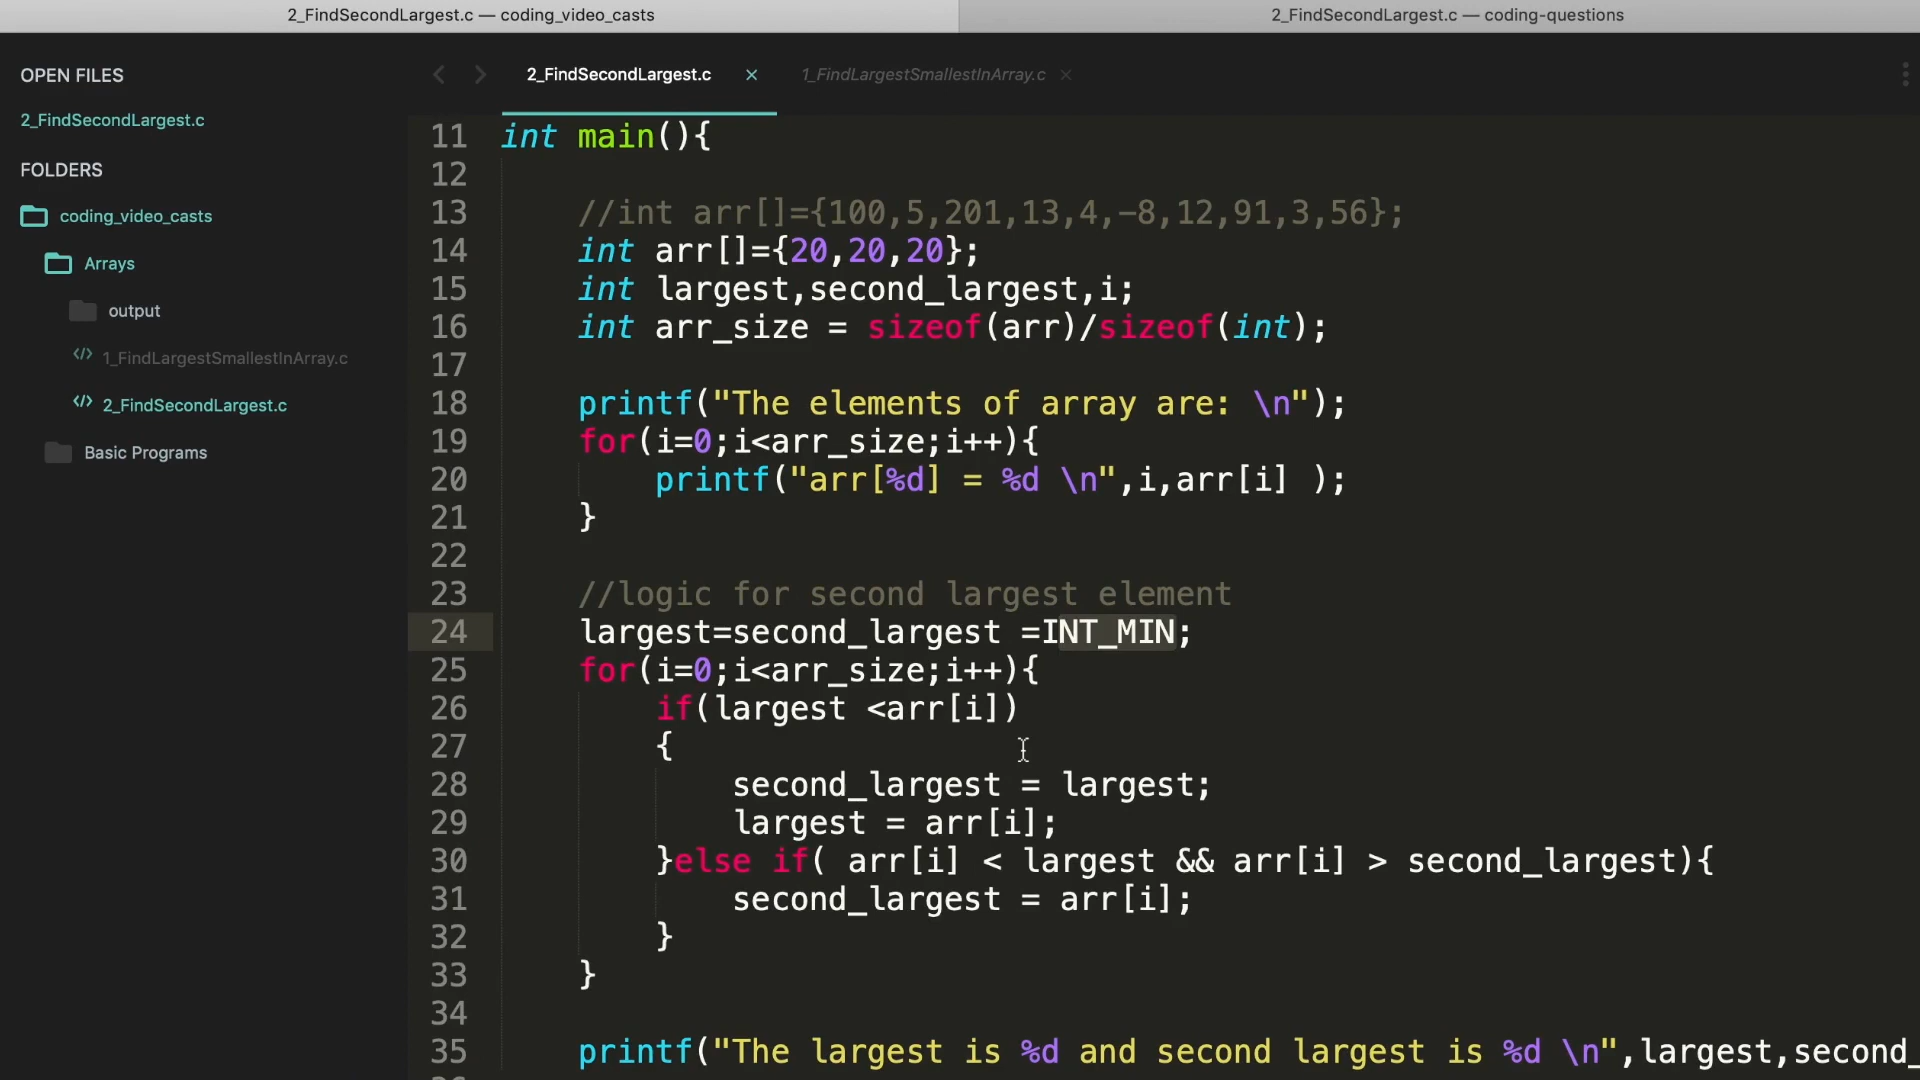 2_FindSecondLargest.c — coding_video_casts
2_FindSecondLargest.c — coding-questions
OPEN FILES
2_FindSecondLargest.c
FOLDERS
coding_video_casts
Arrays
output
1_FindLargestSmallestInArray.c
2_FindSecondLargest.c
Basic Programs
2_FindSecondLargest.c ×
1_FindLargestSmallestInArray.c ×
11 int main(){
12
13 //int arr[]={100,5,201,13,4,-8,12,91,3,56};
14 int arr[]={20,20,20};
15 int largest,second_largest,i;
16 int arr_size = sizeof(arr)/sizeof(int);
17
18 printf("The elements of array are: \n");
19 for(i=0;i<arr_size;i++){
20 printf("arr[%d] = %d \n",i,arr[i] );
21 }
22
23 //logic for second largest element
24 largest=second_largest =INT_MIN;
25 for(i=0;i<arr_size;i++){
26 if(largest <arr[i])
27 {
28 second_largest = largest;
29 largest = arr[i];
30 }else if( arr[i] < largest && arr[i] > second_largest){
31 second_largest = arr[i];
32 }
33 }
34
35 printf("The largest is %d and second largest is %d \n",largest,second_